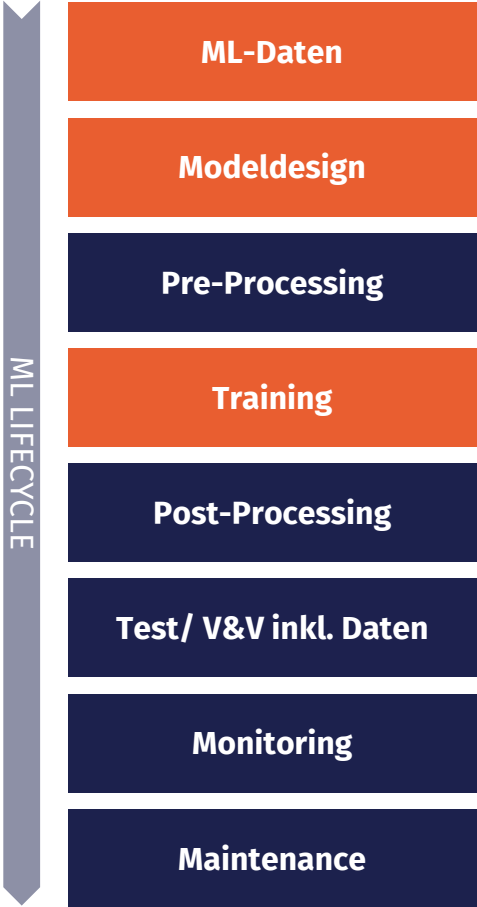 ML-Daten
Modeldesign
Pre-Processing
Training
Post-Processing
Test/ V&V inkl. Daten
Monitoring
Maintenance
ML LIFECYCLE